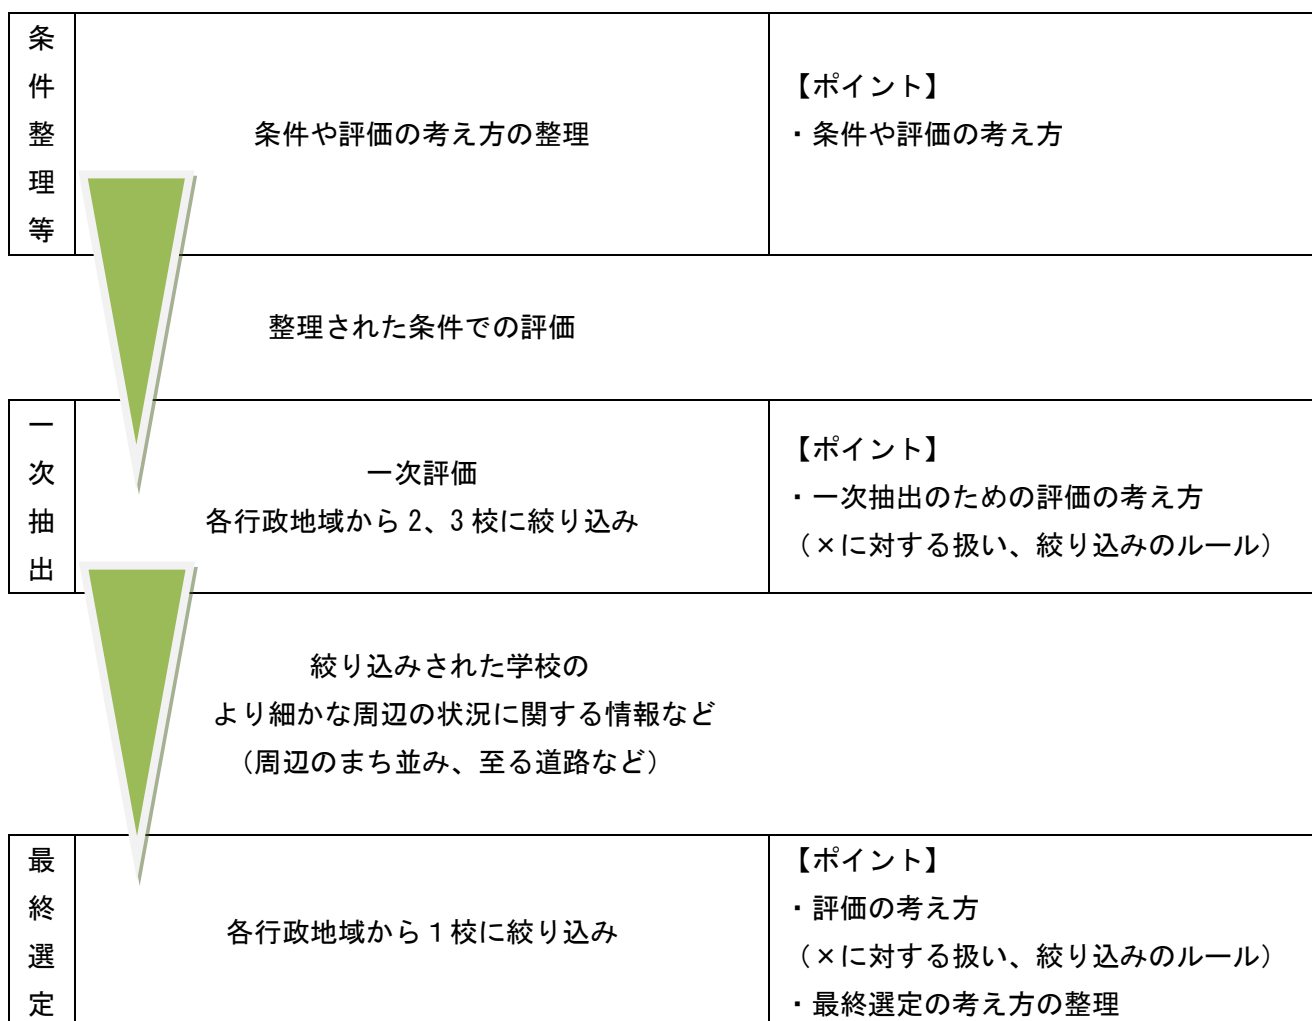 条件整理等
条件や評価の考え方の整理
【ポイント】
・条件や評価の考え方
整理された条件での評価
一次抽出
一次評価
各行政地域から 2、3 校に絞り込み
【ポイント】
・一次抽出のための評価の考え方
（×に対する扱い、絞り込みのルール）
絞り込みされた学校の
より細かな周辺の状況に関する情報など
（周辺のまち並み、至る道路など）
最終選定
各行政地域から１校に絞り込み
【ポイント】
・評価の考え方
（×に対する扱い、絞り込みのルール）
・最終選定の考え方の整理